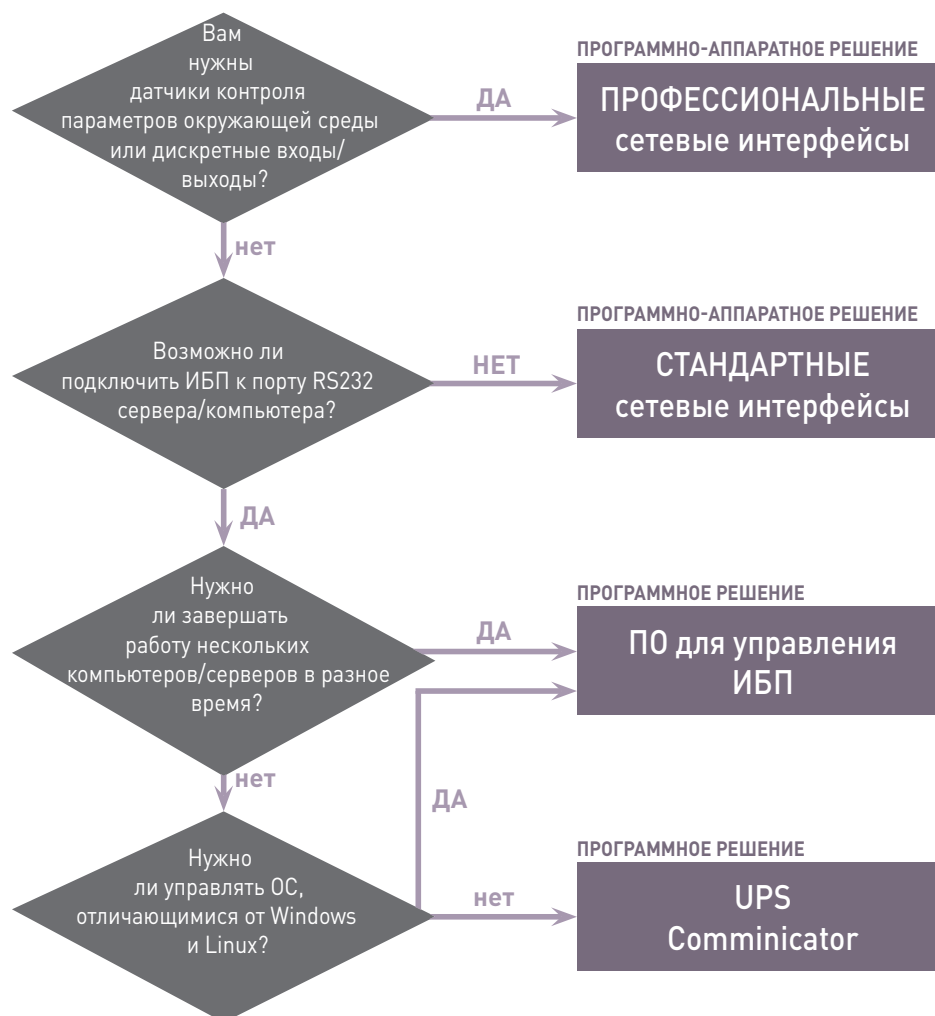 Вам
нужны
датчики контроля
параметров окружающей среды
или дискретные входы/
выходы?
ДА
ПРОГРАММНО-АППАРАТНОЕ РЕШЕНИЕ
ПРОФЕССИОНАЛЬНЫЕ
сетевые интерфейсы
нет
Возможно ли
подключить ИБП к порту RS232
сервера/компьютера?
НЕТ
ПРОГРАММНО-АППАРАТНОЕ РЕШЕНИЕ
СТАНДАРТНЫЕ
сетевые интерфейсы
ДА
Нужно
ли завершать
работу нескольких
компьютеров/серверов в разное
время?
ДА
ПРОГРАММНОЕ РЕШЕНИЕ
ПО для управления
ИБП
нет
ДА
Нужно
ли управлять ОС,
отличающимися от Windows
и Linux?
нет
ПРОГРАММНОЕ РЕШЕНИЕ
UPS
Comminicator